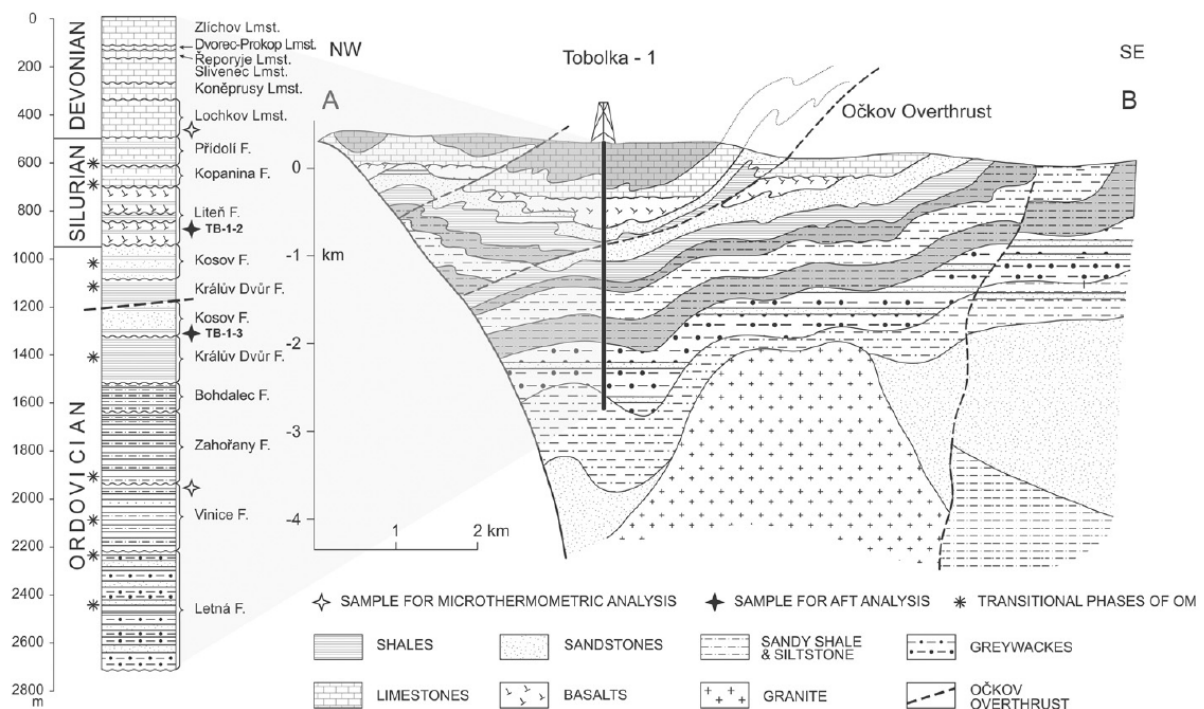 0
200
400
600
800
1000
1200
1400
1600
1800
2000
2200
2400
2600
2800
m
DEVONIAN
SILURIAN
ORDOVICIAN
Zlíchov Lmst.
Dvorec-Prokop Lmst.
Řeporyje Lmst.
Slivenec Lmst.
Koněprusy Lmst.
Lochkov Lmst.
Přídolí F.
Kopanina F.
Liteň F.
TB-1-2
Kosov F.
Králův Dvůr F.
Kosov F.
TB-1-3
Králův Dvůr F.
Bohdalec F.
Zahořany F.
Vinice F.
Letná F.
NW
SE
Tobolka - 1
A
B
Očkov Overthrust
0
-1
km
-2
-3
-4
1
2 km
SAMPLE FOR MICROTHERMOMETRIC ANALYSIS
SAMPLE FOR AFT ANALYSIS
TRANSITIONAL PHASES OF OM
SHALES
SANDSTONES
SANDY SHALE
& SILTSTONE
GREYWACKES
LIMESTONES
BASALTS
GRANITE
OČKOV
OVERTHRUST